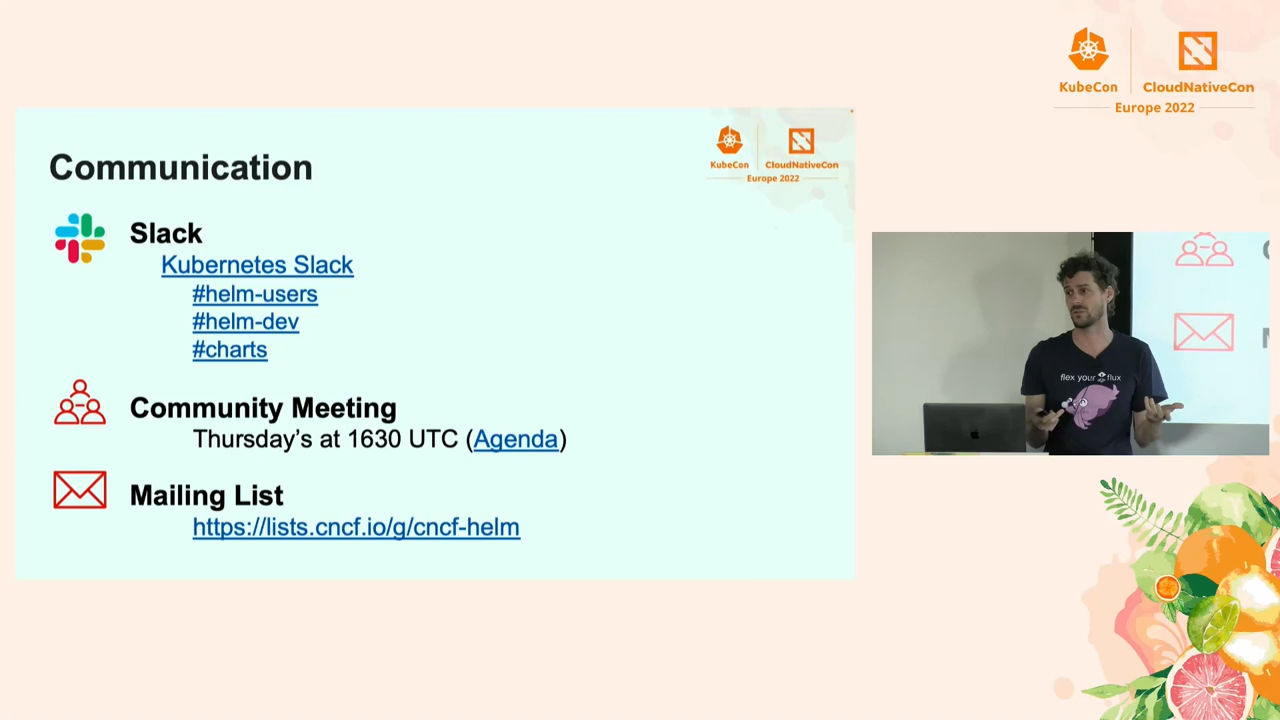 KubeCon
CloudNativeCon
Europe 2022
Communication
KubeCon
CloudNativeCon
Europe 2022
Slack
Kubernetes Slack
#helm-users
#helm-dev
#charts
Community Meeting
Thursday's at 1630 UTC (Agenda)
Mailing List
https://lists.cncf.io/g/cncf-helm
flex your flux